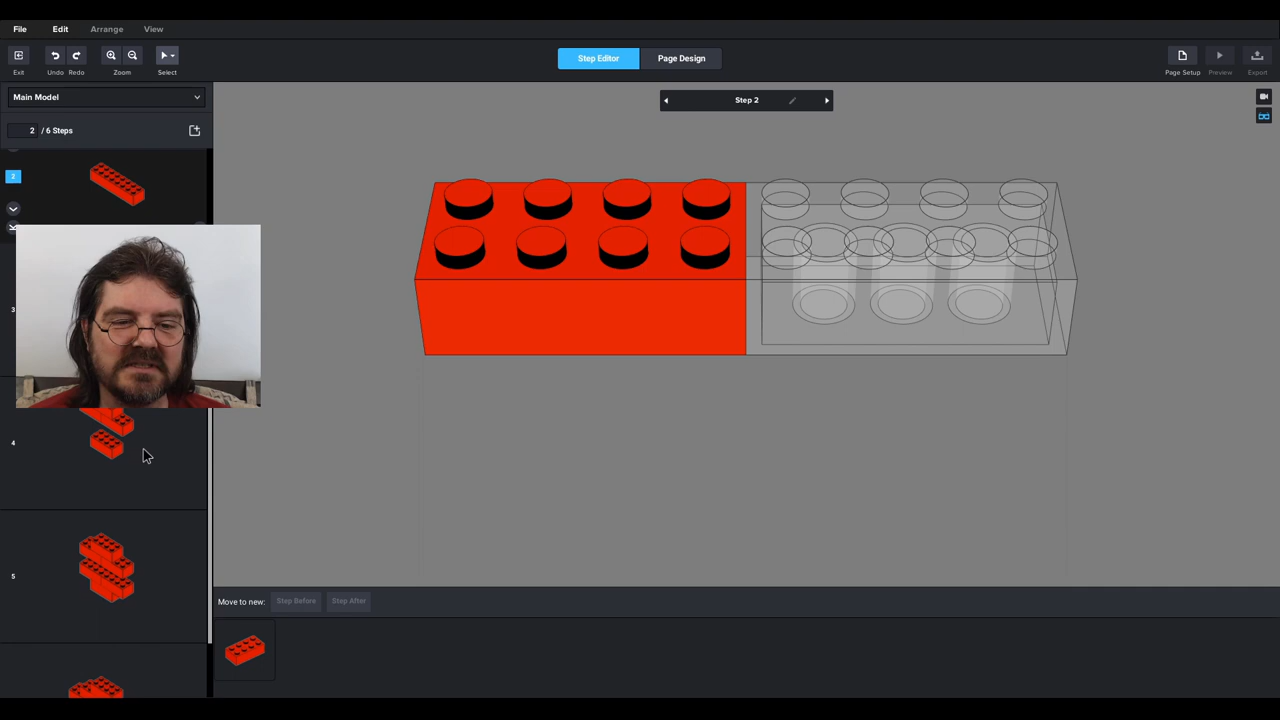 File Edit Arrange View
Exit Undo Redo Zoom Select
Step Editor Page Design
Page Setup Preview Export
Main Model
Step 2
2 / 6 Steps
2
3
4
5
Move to new: Step Before Step After